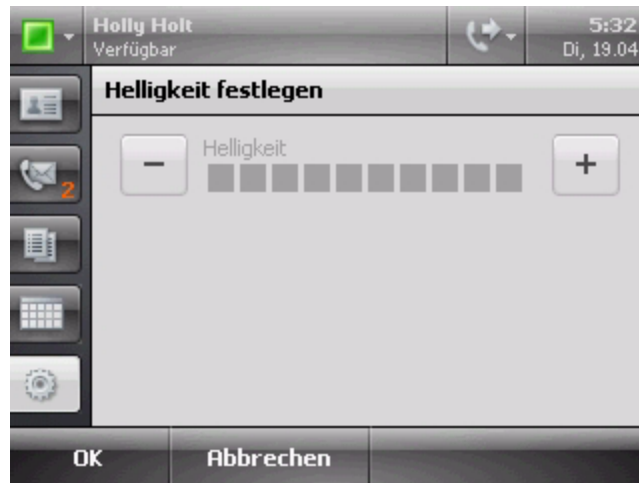 Holly Holt
Verfügbar
5:32
Di, 19.04
Helligkeit festlegen
Helligkeit
2
OK
Abbrechen